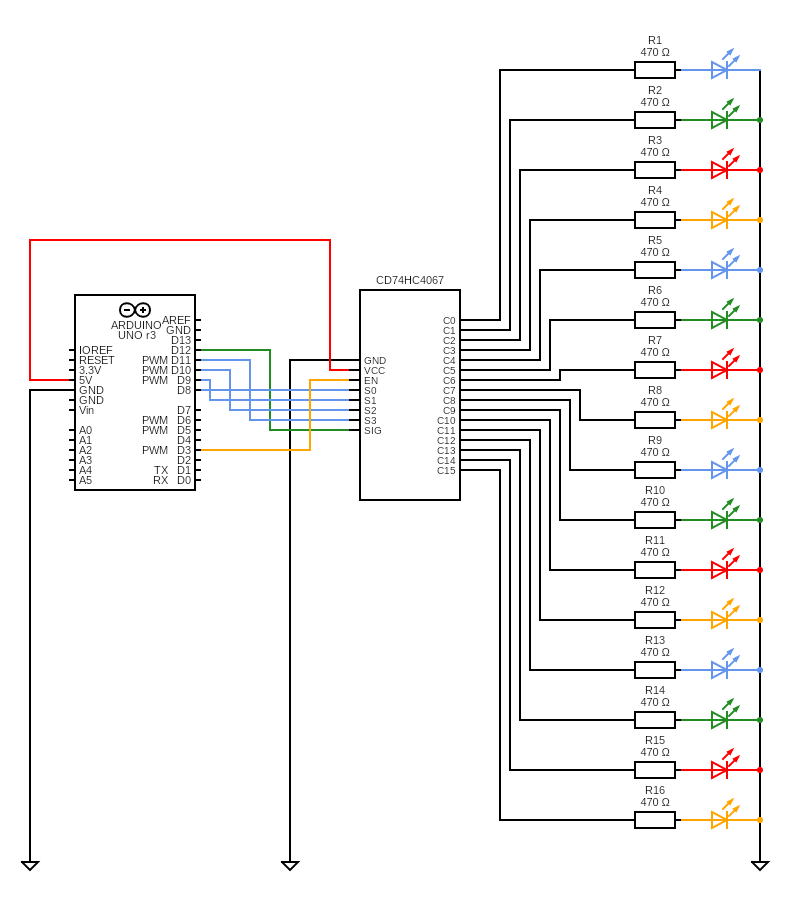 R1
470 Ω
R2
470 Ω
R3
470 Ω
R4
470 Ω
R5
470 Ω
R6
470 Ω
R7
470 Ω
R8
470 Ω
R9
470 Ω
R10
470 Ω
R11
470 Ω
R12
470 Ω
R13
470 Ω
R14
470 Ω
R15
470 Ω
R16
470 Ω
ARDUINO
UNO r3
IOREF
RESET
3.3V
5V
GND
GND
Vin
A0
A1
A2
A3
A4
A5
AREF
GND
D13
D12
PWM D11
PWM D10
PWM D9
D8
D7
PWM D6
PWM D5
D4
PWM D3
D2
TX D1
RX D0
CD74HC4067
GND
VCC
EN
S0
S1
S2
S3
SIG
C0
C1
C2
C3
C4
C5
C6
C7
C8
C9
C10
C11
C12
C13
C14
C15